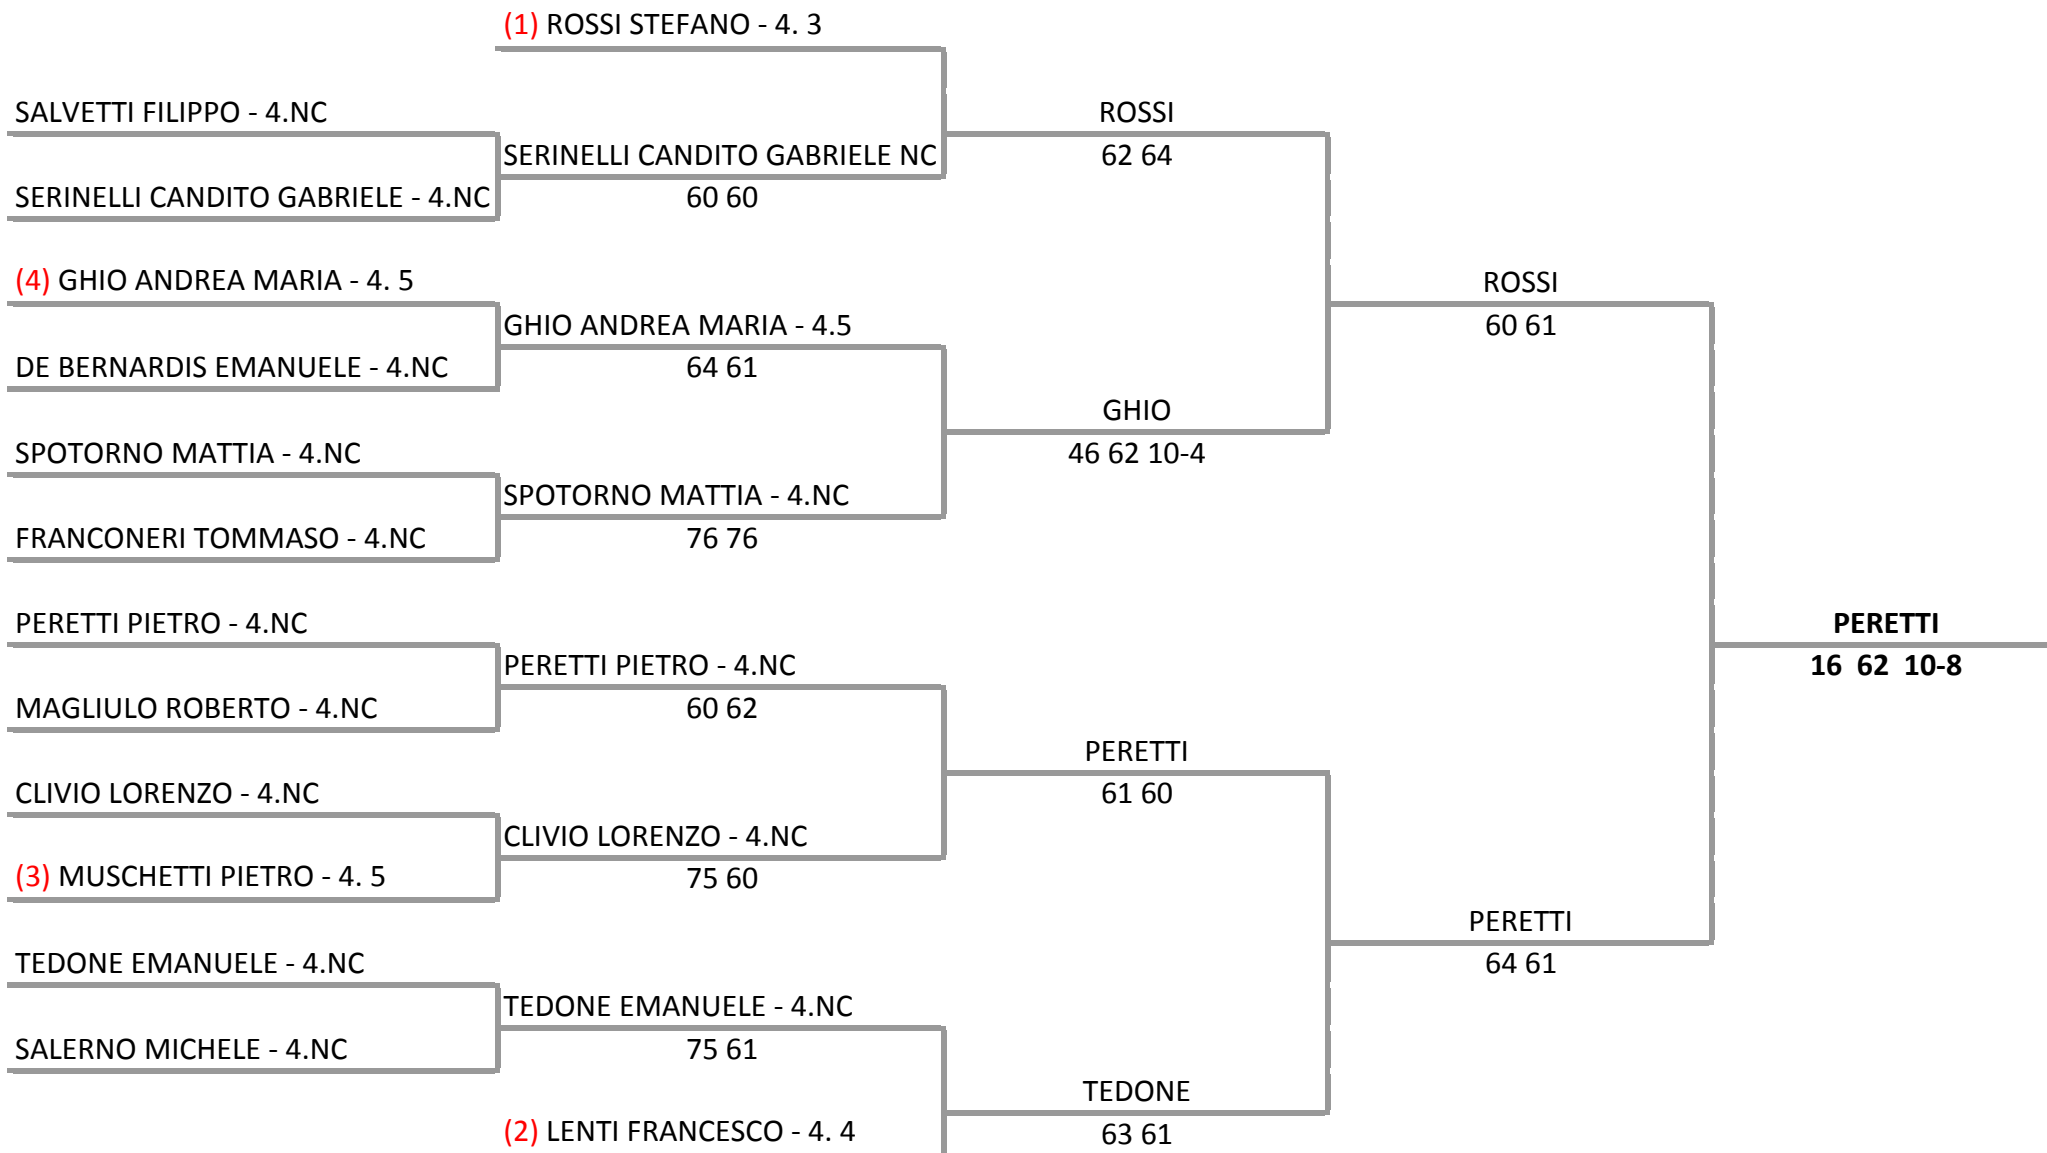 (1) ROSSI STEFANO - 4. 3
SALVETTI FILIPPO - 4.NC
ROSSI
SERINELLI CANDITO GABRIELE NC
62 64
SERINELLI CANDITO GABRIELE - 4.NC
60 60
(4) GHIO ANDREA MARIA - 4. 5
ROSSI
GHIO ANDREA MARIA - 4.5
60 61
DE BERNARDIS EMANUELE - 4.NC
64 61
GHIO
SPOTORNO MATTIA - 4.NC
46 62 10-4
SPOTORNO MATTIA - 4.NC
FRANCONERI TOMMASO - 4.NC
76 76
PERETTI PIETRO - 4.NC
PERETTI
PERETTI PIETRO - 4.NC
16 62 10-8
MAGLIULO ROBERTO - 4.NC
60 62
PERETTI
CLIVIO LORENZO - 4.NC
61 60
CLIVIO LORENZO - 4.NC
(3) MUSCHETTI PIETRO - 4. 5
75 60
PERETTI
TEDONE EMANUELE - 4.NC
64 61
TEDONE EMANUELE - 4.NC
SALERNO MICHELE - 4.NC
75 61
TEDONE
(2) LENTI FRANCESCO - 4. 4
63 61